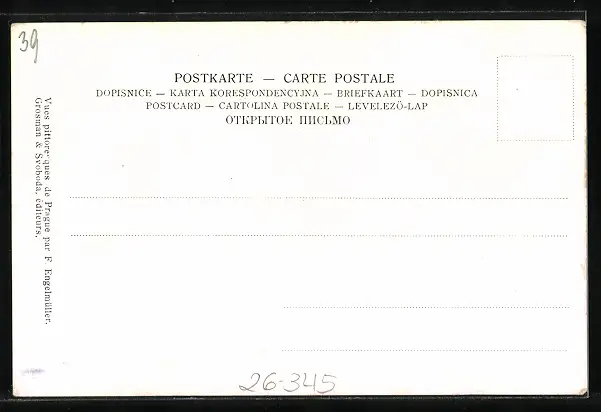 39
POSTKARTE — CARTE POSTALE
DOPISNICE — KARTA KORESPONDENCYJNA — BRIEFKAART — DOPISNICA
POSTCARD — CARTOLINA POSTALE — LEVELEZŐ-LAP
ОТКРЫТОЕ ПИСЬМО
Vues pittoresques de Prague par F. Engelmüller.
Grosman & Svoboda, éditeurs.
26-345